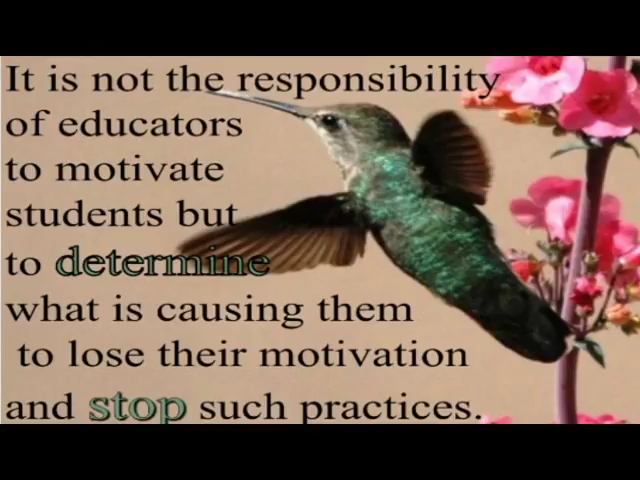 It is not the responsibility
of educators
to motivate
students but
to determine
what is causing them
to lose their motivation
and stop such practices.